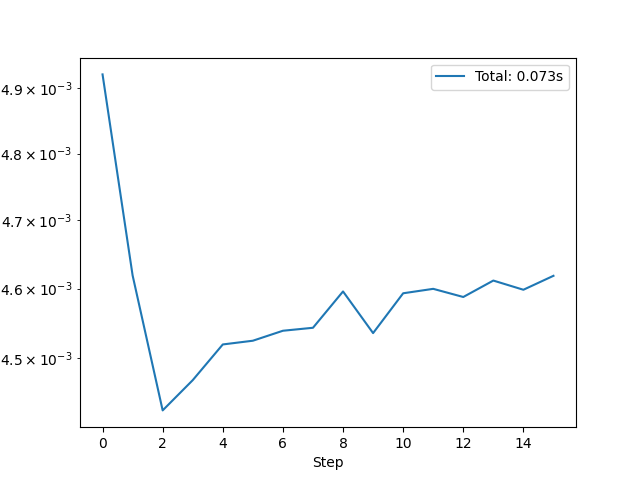 Total: 0.073s
4.9 × 10⁻³
4.8 × 10⁻³
4.7 × 10⁻³
4.6 × 10⁻³
4.5 × 10⁻³
0 2 4 6 8 10 12 14
Step